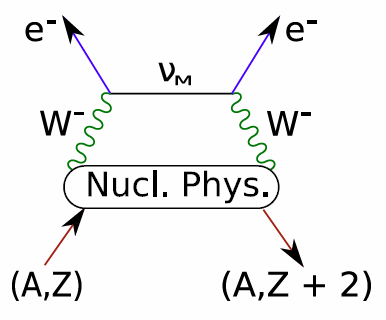 e⁻ e⁻
νM
W⁻ W⁻
Nucl. Phys.
(A,Z) (A,Z + 2)